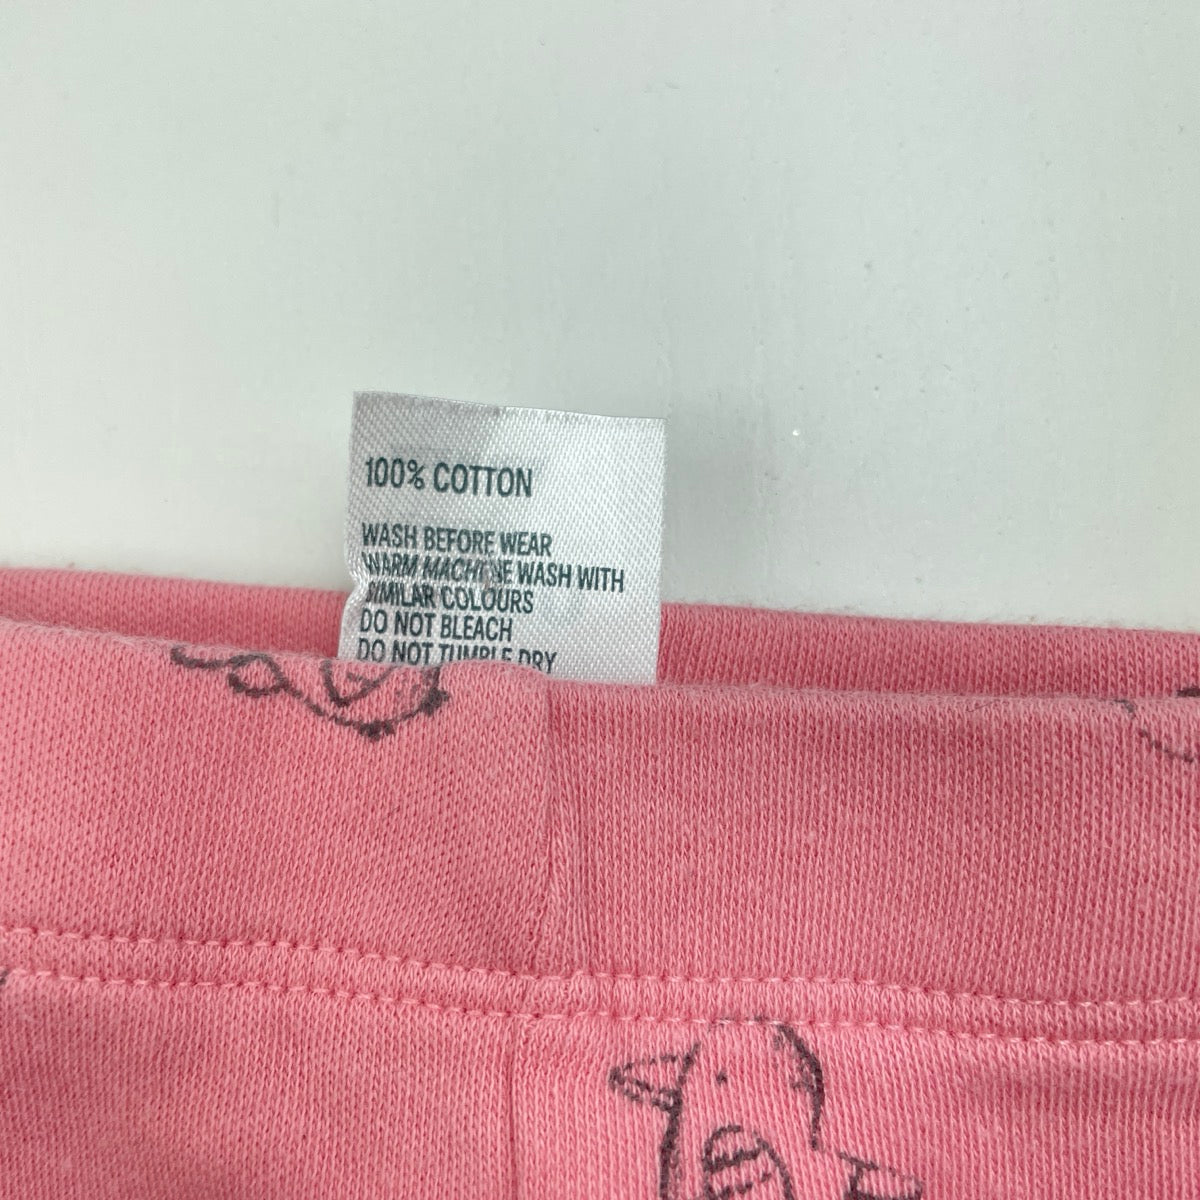 100% COTTON
WASH BEFORE WEAR
WARM MACHINE WASH WITH
SIMILAR COLOURS
DO NOT BLEACH
DO NOT TUMBLE DRY